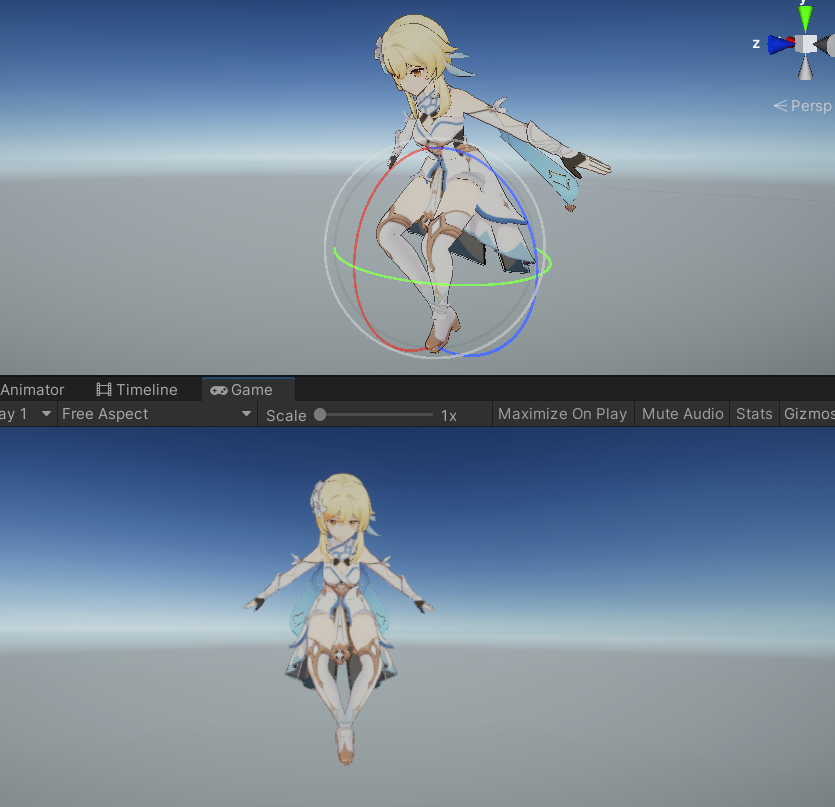 y
z
Persp
Animator Timeline Game
ay 1 Free Aspect Scale 1x Maximize On Play Mute Audio Stats Gizmos